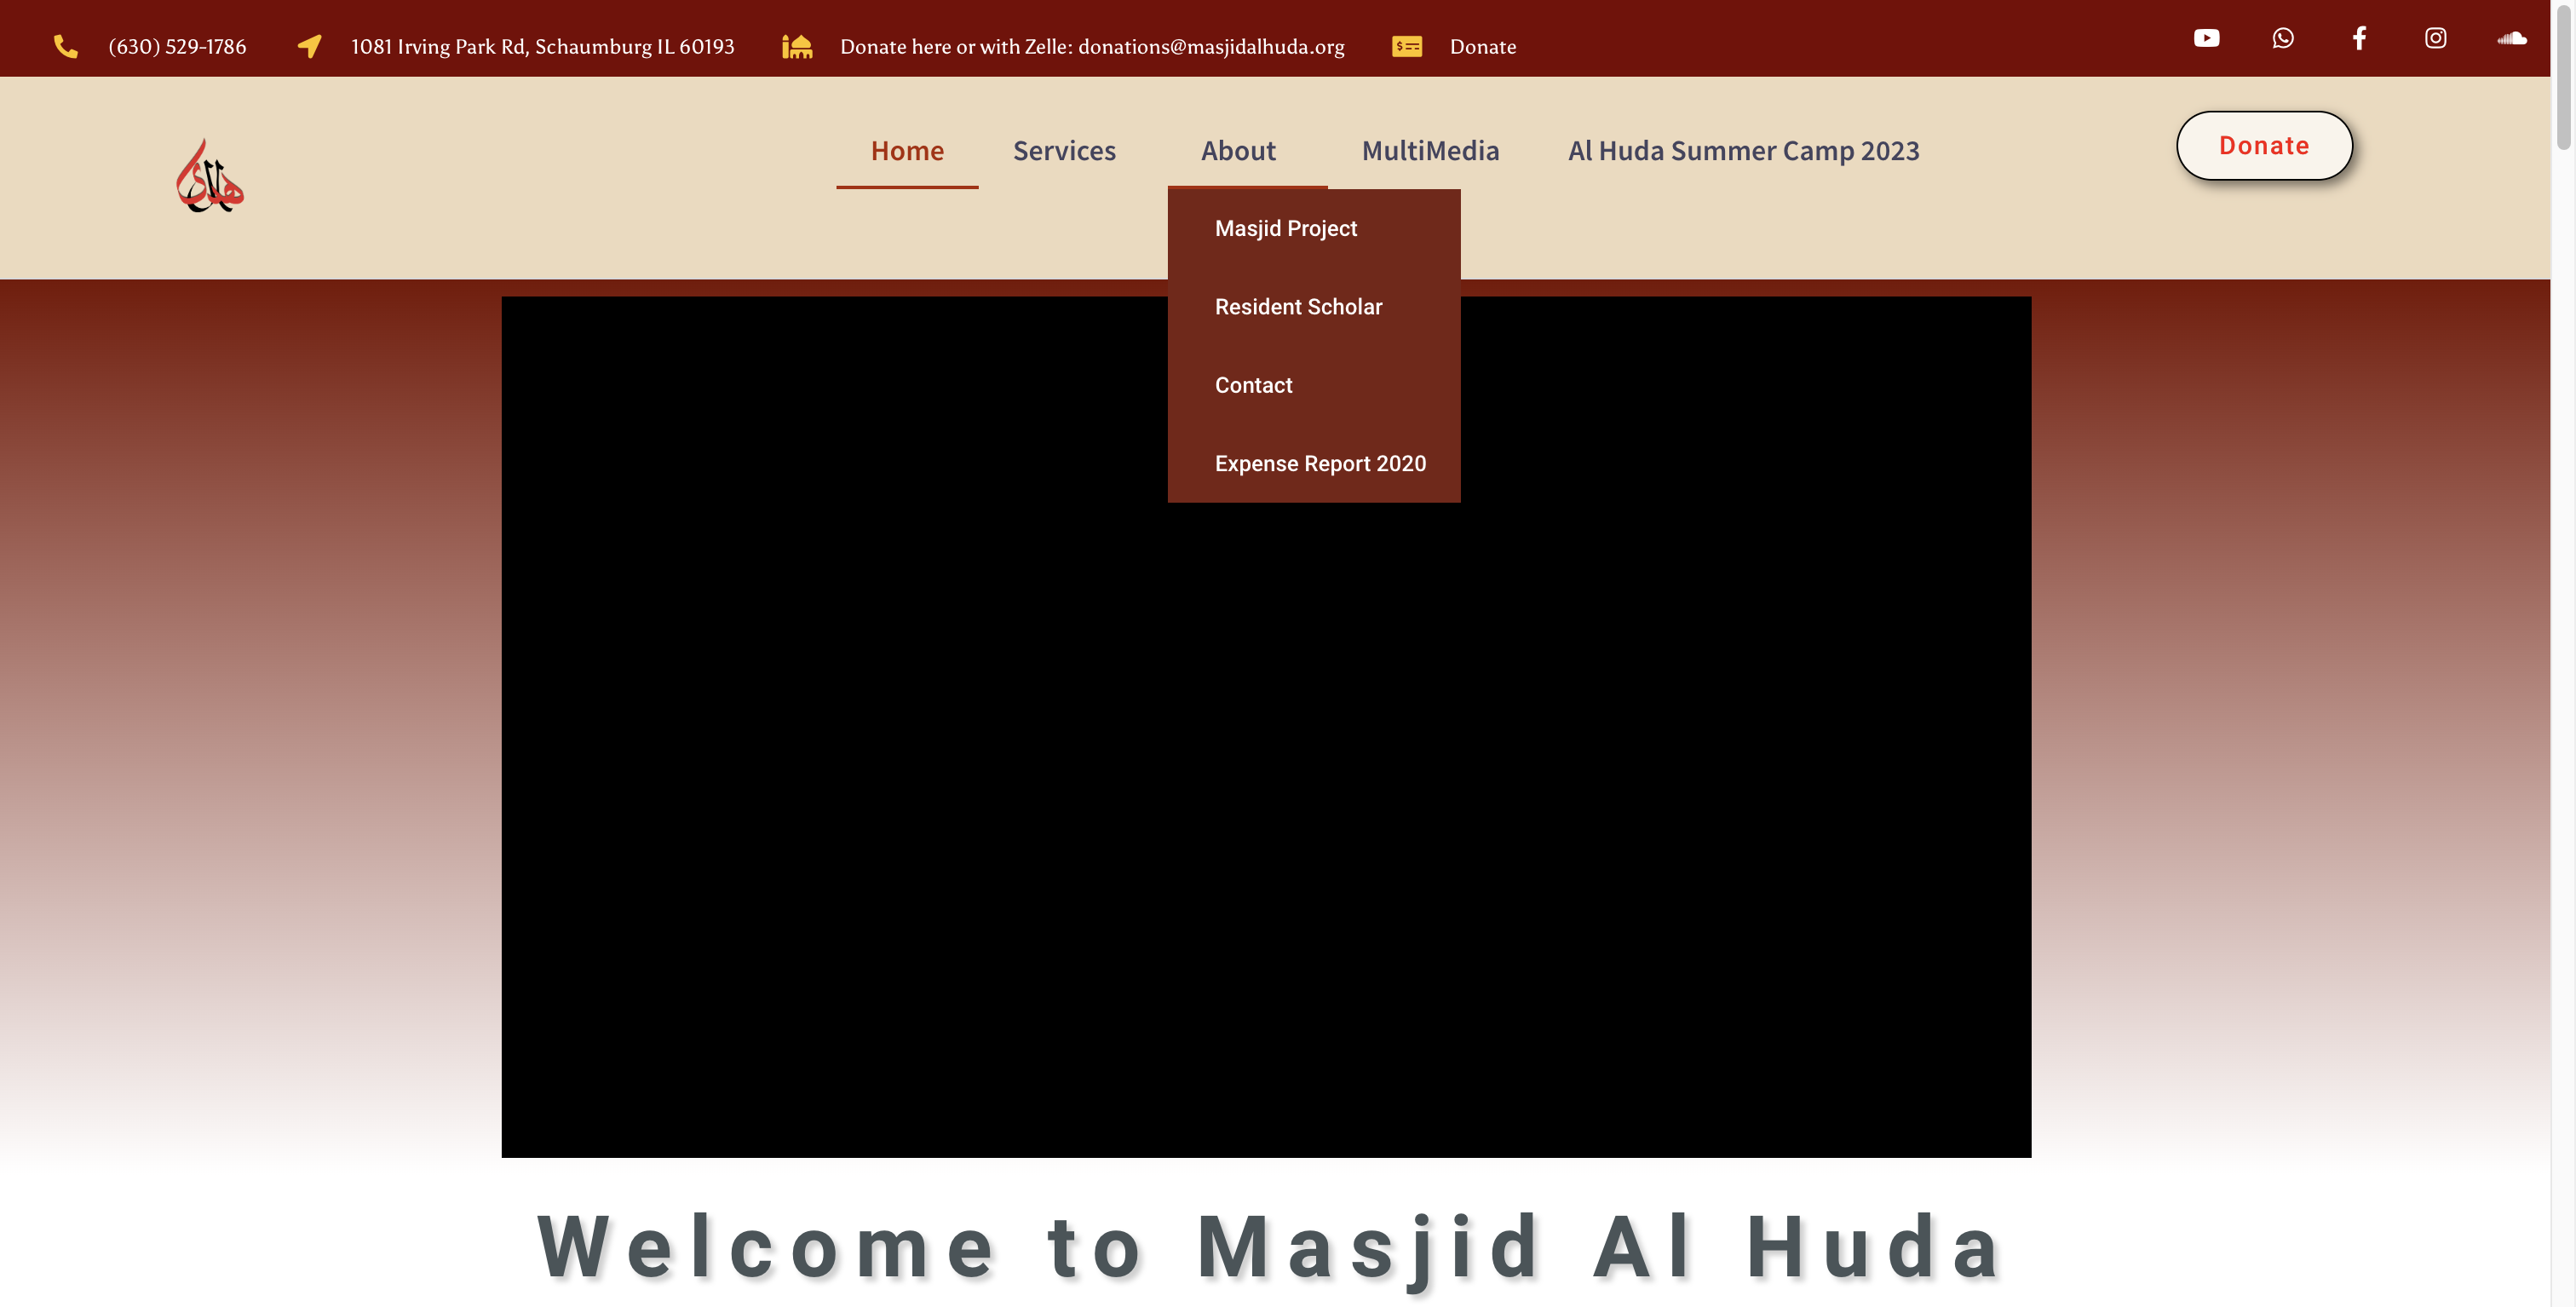 (630) 529-1786
1081 Irving Park Rd, Schaumburg IL 60193
Donate here or with Zelle: donations@masjidalhuda.org
Donate
الهدى
Home
Services
About
MultiMedia
Al Huda Summer Camp 2023
Donate
Masjid Project
Resident Scholar
Contact
Expense Report 2020
Welcome to Masjid Al Huda